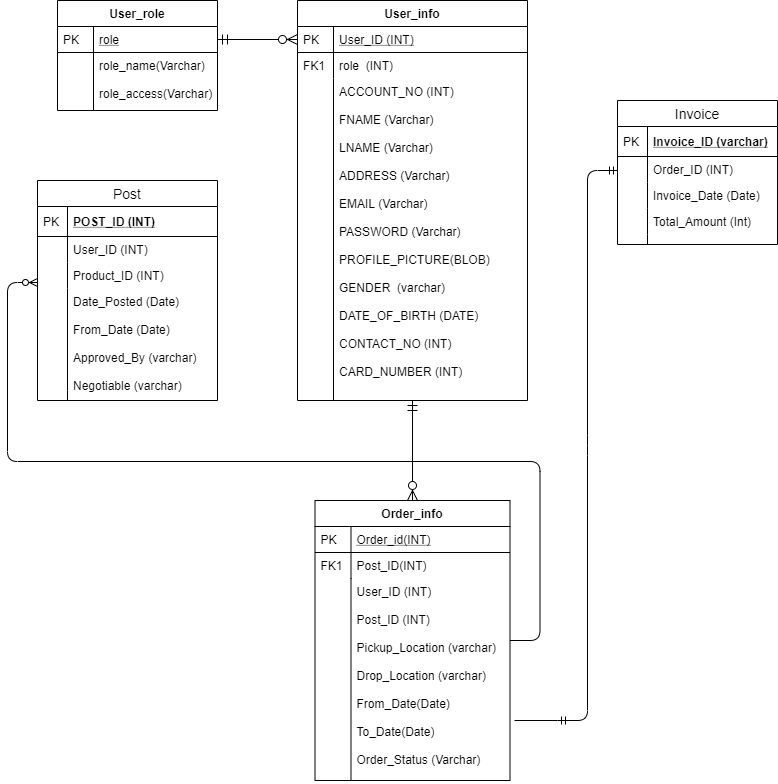 User_role
PK role
role_name(Varchar)
role_access(Varchar)
User_info
PK User_ID (INT)
FK1 role (INT)
ACCOUNT_NO (INT)
FNAME (Varchar)
LNAME (Varchar)
ADDRESS (Varchar)
EMAIL (Varchar)
PASSWORD (Varchar)
PROFILE_PICTURE(BLOB)
GENDER (varchar)
DATE_OF_BIRTH (DATE)
CONTACT_NO (INT)
CARD_NUMBER (INT)
Invoice
PK Invoice_ID (varchar)
Order_ID (INT)
Invoice_Date (Date)
Total_Amount (Int)
Post
PK POST_ID (INT)
User_ID (INT)
Product_ID (INT)
Date_Posted (Date)
From_Date (Date)
Approved_By (varchar)
Negotiable (varchar)
Order_info
PK Order_id(INT)
FK1 Post_ID(INT)
User_ID (INT)
Post_ID (INT)
Pickup_Location (varchar)
Drop_Location (varchar)
From_Date(Date)
To_Date(Date)
Order_Status (Varchar)